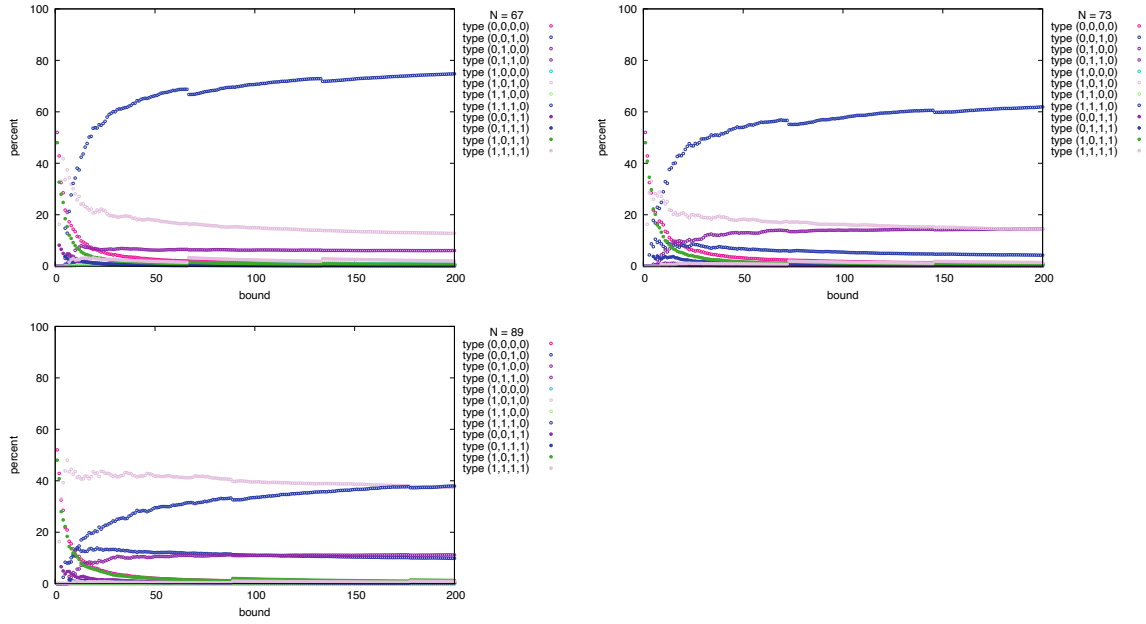 N = 67
type (0,0,0,0)
type (0,0,1,0)
type (0,1,0,0)
type (0,1,1,0)
type (1,0,0,0)
type (1,0,1,0)
type (1,1,0,0)
type (1,1,1,0)
type (0,0,1,1)
type (0,1,1,1)
type (1,0,1,1)
type (1,1,1,1)
100
80
60
40
20
0
percent
0 50 100 150 200
bound
N = 73
type (0,0,0,0)
type (0,0,1,0)
type (0,1,0,0)
type (0,1,1,0)
type (1,0,0,0)
type (1,0,1,0)
type (1,1,0,0)
type (1,1,1,0)
type (0,0,1,1)
type (0,1,1,1)
type (1,0,1,1)
type (1,1,1,1)
100
80
60
40
20
0
percent
0 50 100 150 200
bound
N = 89
type (0,0,0,0)
type (0,0,1,0)
type (0,1,0,0)
type (0,1,1,0)
type (1,0,0,0)
type (1,0,1,0)
type (1,1,0,0)
type (1,1,1,0)
type (0,0,1,1)
type (0,1,1,1)
type (1,0,1,1)
type (1,1,1,1)
100
80
60
40
20
0
percent
0 50 100 150 200
bound